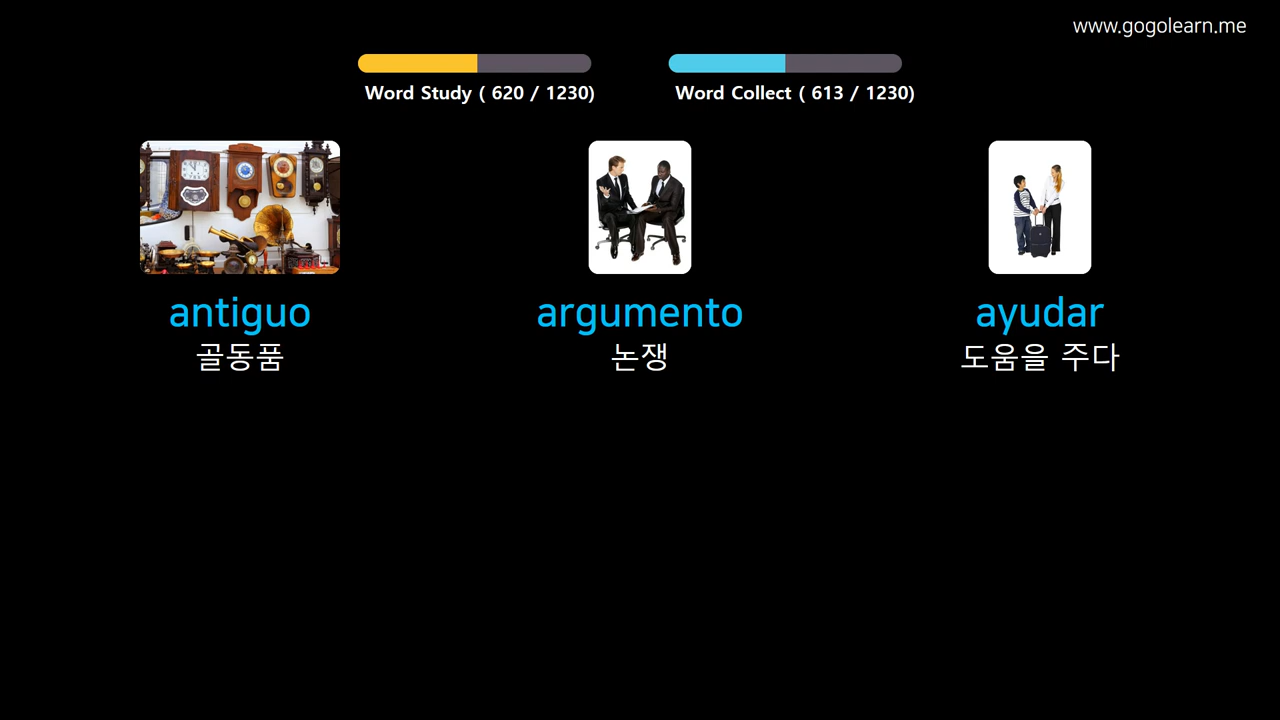 www.gogolearn.me
Word Study ( 620 / 1230)
Word Collect ( 613 / 1230)
antiguo
골동품
argumento
논쟁
ayudar
도움을 주다